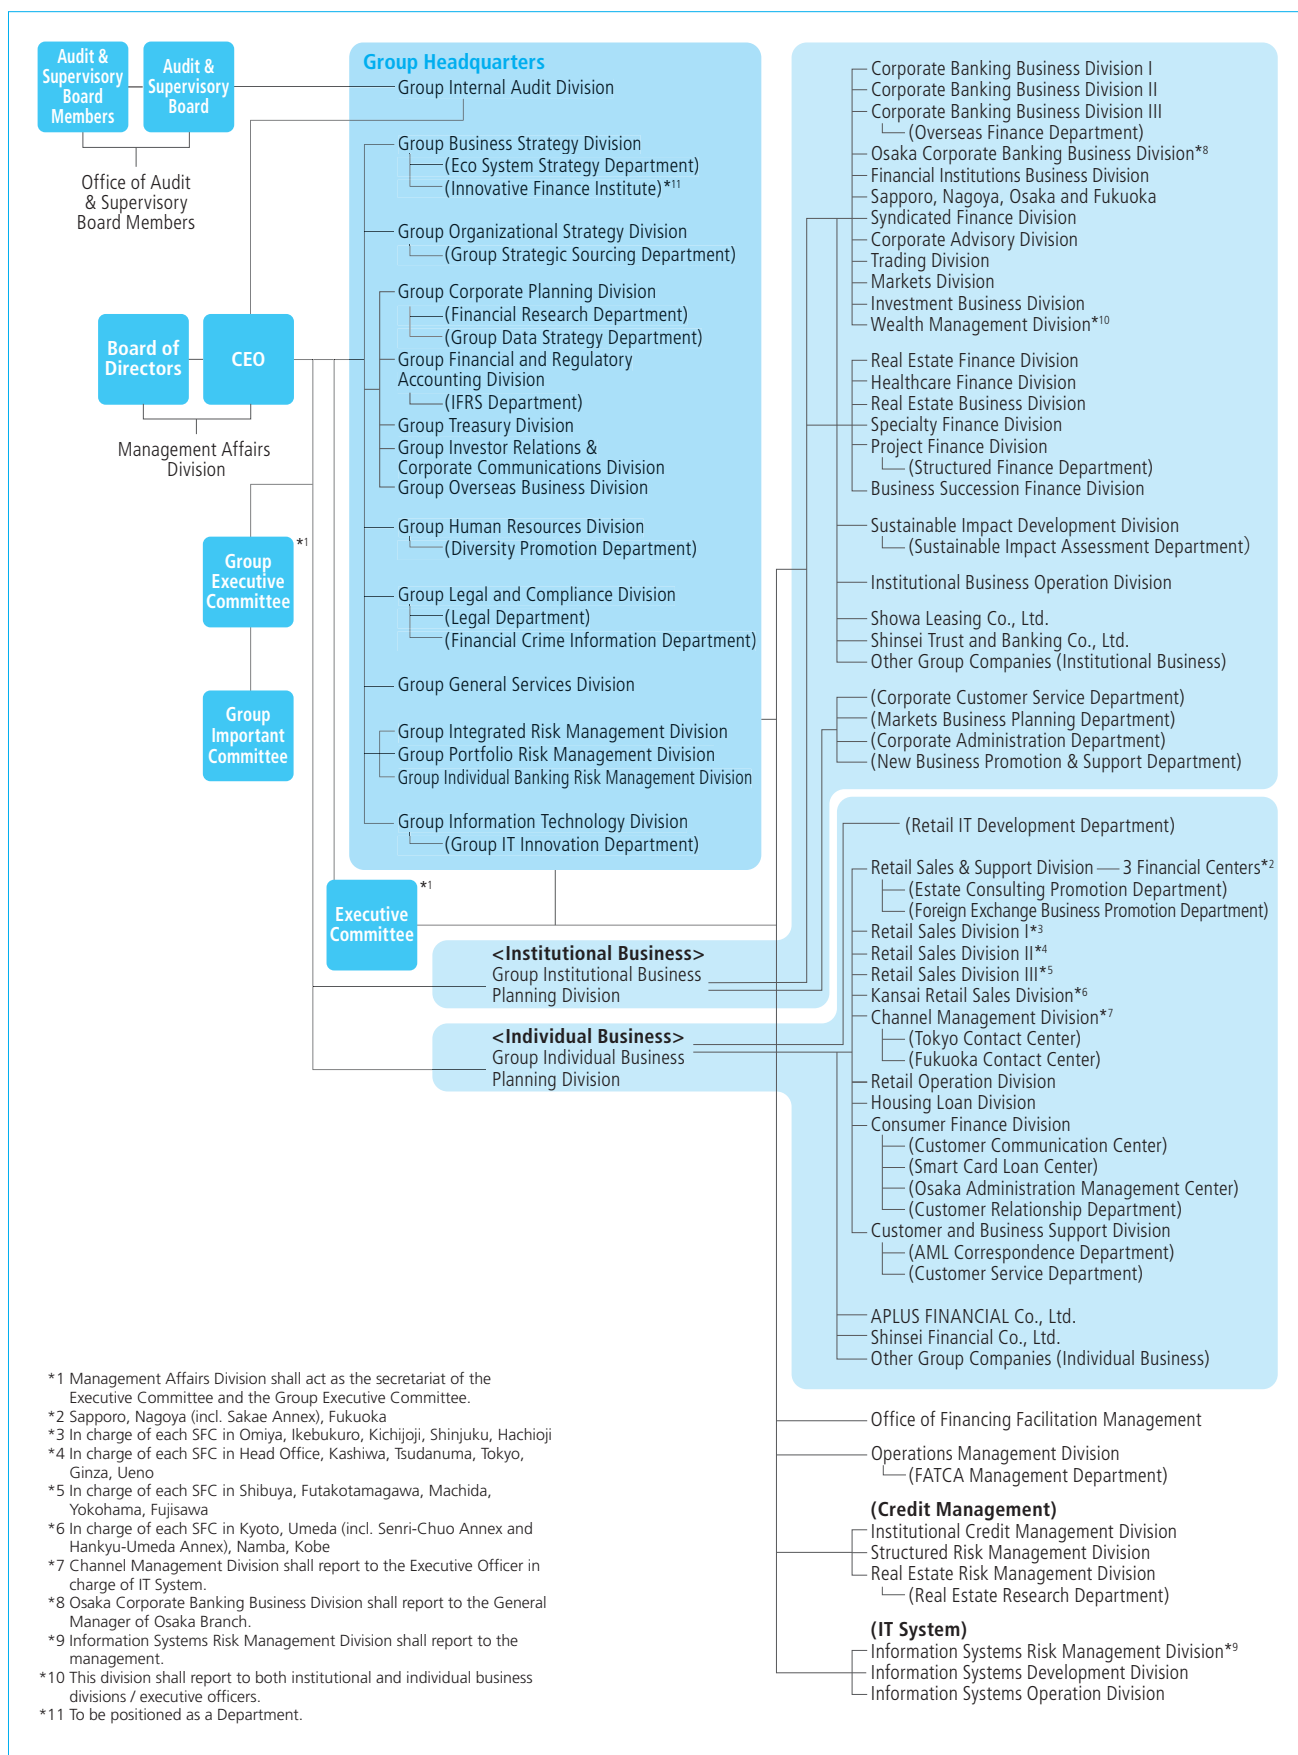 Audit &
Supervisory
Board
Members
Audit &
Supervisory
Board
Office of Audit
& Supervisory
Board Members
Board of
Directors
CEO
Management Affairs
Division
Group
Executive
Committee
*1
Group
Important
Committee
Executive
Committee
*1
Group Headquarters
Group Internal Audit Division
Group Business Strategy Division
(Eco System Strategy Department)
(Innovative Finance Institute)*11
Group Organizational Strategy Division
(Group Strategic Sourcing Department)
Group Corporate Planning Division
(Financial Research Department)
(Group Data Strategy Department)
Group Financial and Regulatory
Accounting Division
(IFRS Department)
Group Treasury Division
Group Investor Relations &
Corporate Communications Division
Group Overseas Business Division
Group Human Resources Division
(Diversity Promotion Department)
Group Legal and Compliance Division
(Legal Department)
(Financial Crime Information Department)
Group General Services Division
Group Integrated Risk Management Division
Group Portfolio Risk Management Division
Group Individual Banking Risk Management Division
Group Information Technology Division
(Group IT Innovation Department)
<Institutional Business>
Group Institutional Business
Planning Division
<Individual Business>
Group Individual Business
Planning Division
Corporate Banking Business Division I
Corporate Banking Business Division II
Corporate Banking Business Division III
(Overseas Finance Department)
Osaka Corporate Banking Business Division*8
Financial Institutions Business Division
Sapporo, Nagoya, Osaka and Fukuoka
Syndicated Finance Division
Corporate Advisory Division
Trading Division
Markets Division
Investment Business Division
Wealth Management Division*10
Real Estate Finance Division
Healthcare Finance Division
Real Estate Business Division
Specialty Finance Division
Project Finance Division
(Structured Finance Department)
Business Succession Finance Division
Sustainable Impact Development Division
(Sustainable Impact Assessment Department)
Institutional Business Operation Division
Showa Leasing Co., Ltd.
Shinsei Trust and Banking Co., Ltd.
Other Group Companies (Institutional Business)
(Corporate Customer Service Department)
(Markets Business Planning Department)
(Corporate Administration Department)
(New Business Promotion & Support Department)
(Retail IT Development Department)
Retail Sales & Support Division — 3 Financial Centers*2
(Estate Consulting Promotion Department)
(Foreign Exchange Business Promotion Department)
Retail Sales Division I*3
Retail Sales Division II*4
Retail Sales Division III*5
Kansai Retail Sales Division*6
Channel Management Division*7
(Tokyo Contact Center)
(Fukuoka Contact Center)
Retail Operation Division
Housing Loan Division
Consumer Finance Division
(Customer Communication Center)
(Smart Card Loan Center)
(Osaka Administration Management Center)
(Customer Relationship Department)
Customer and Business Support Division
(AML Correspondence Department)
(Customer Service Department)
APLUS FINANCIAL Co., Ltd.
Shinsei Financial Co., Ltd.
Other Group Companies (Individual Business)
Office of Financing Facilitation Management
Operations Management Division
(FATCA Management Department)
(Credit Management)
Institutional Credit Management Division
Structured Risk Management Division
Real Estate Risk Management Division
(Real Estate Research Department)
(IT System)
Information Systems Risk Management Division*9
Information Systems Development Division
Information Systems Operation Division
*1 Management Affairs Division shall act as the secretariat of the
Executive Committee and the Group Executive Committee.
*2 Sapporo, Nagoya (incl. Sakae Annex), Fukuoka
*3 In charge of each SFC in Omiya, Ikebukuro, Kichijoji, Shinjuku, Hachioji
*4 In charge of each SFC in Head Office, Kashiwa, Tsudanuma, Tokyo,
Ginza, Ueno
*5 In charge of each SFC in Shibuya, Futakotamagawa, Machida,
Yokohama, Fujisawa
*6 In charge of each SFC in Kyoto, Umeda (incl. Senri-Chuo Annex and
Hankyu-Umeda Annex), Namba, Kobe
*7 Channel Management Division shall report to the Executive Officer in
charge of IT System.
*8 Osaka Corporate Banking Business Division shall report to the General
Manager of Osaka Branch.
*9 Information Systems Risk Management Division shall report to the
management.
*10 This division shall report to both institutional and individual business
divisions / executive officers.
*11 To be positioned as a Department.